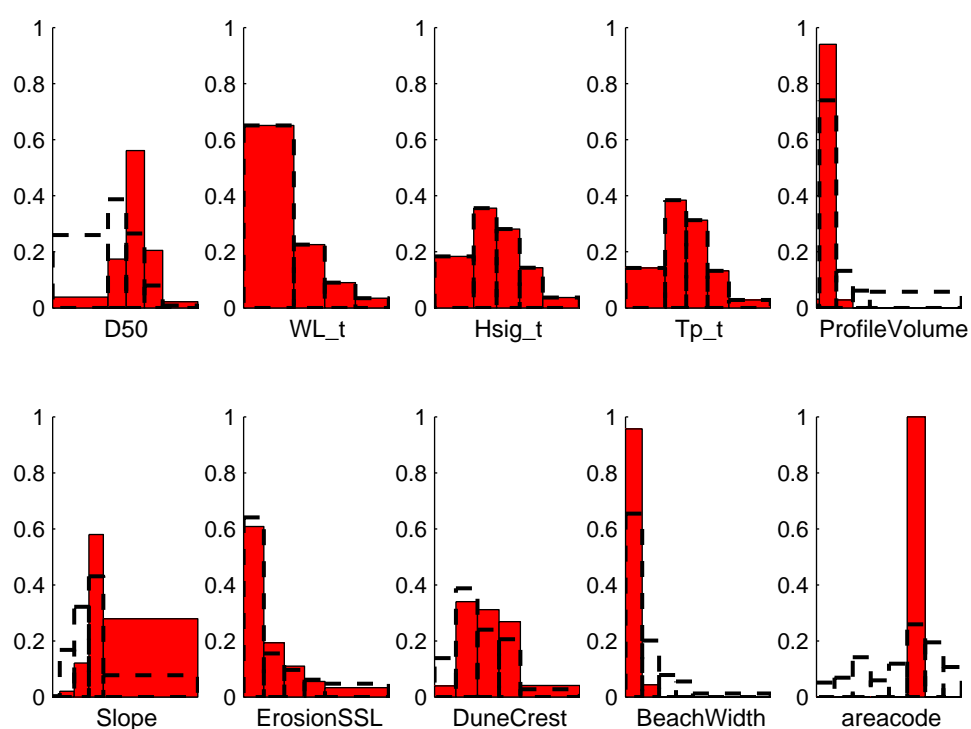 1 1 1 1 1
0.8 0.8 0.8 0.8 0.8
0.6 0.6 0.6 0.6 0.6
0.4 0.4 0.4 0.4 0.4
0.2 0.2 0.2 0.2 0.2
0 0 0 0 0
D50 WL_t Hsig_t Tp_t ProfileVolume
1 1 1 1 1
0.8 0.8 0.8 0.8 0.8
0.6 0.6 0.6 0.6 0.6
0.4 0.4 0.4 0.4 0.4
0.2 0.2 0.2 0.2 0.2
0 0 0 0 0
Slope ErosionSSL DuneCrest BeachWidth areacode